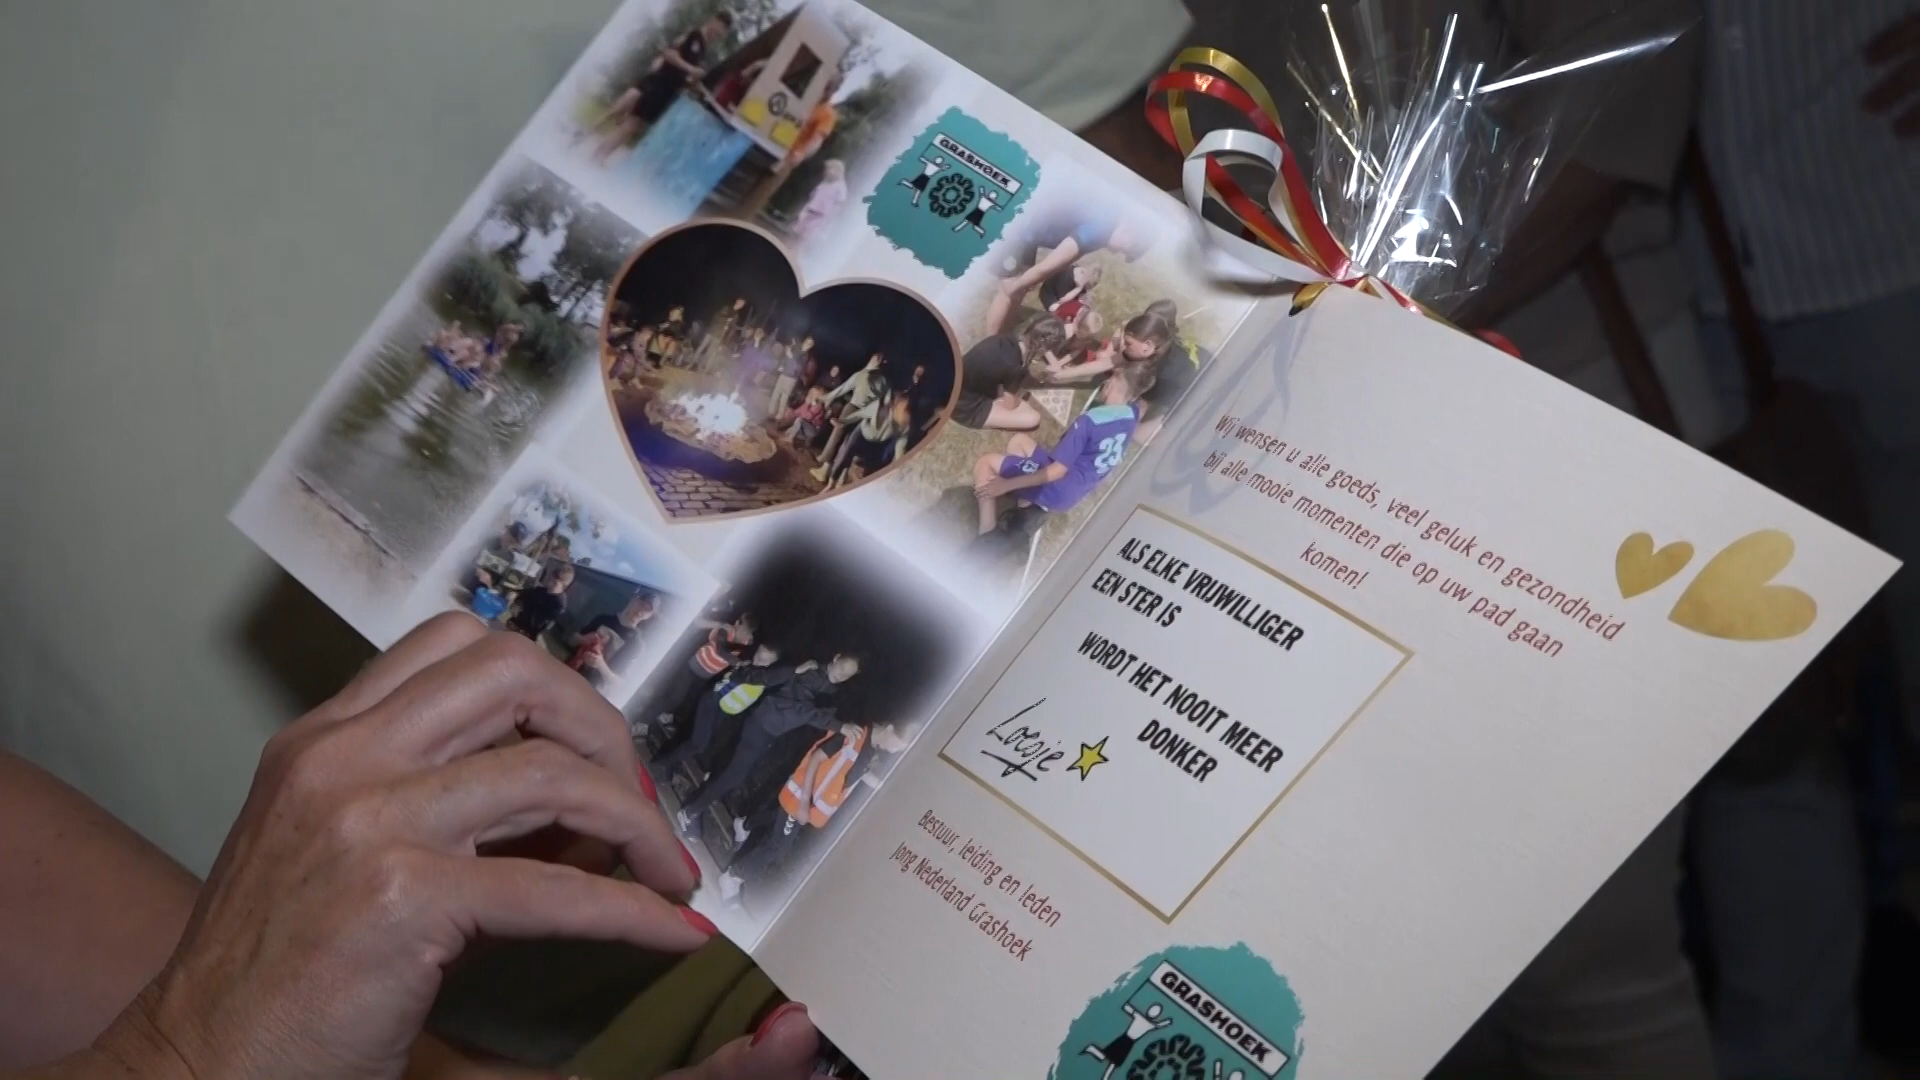 GRASHOEK
23
Wij wensen u alle goeds, veel geluk en gezondheid
bij alle mooie momenten die op uw pad gaan
komen!
ALS ELKE VRIJWILLIGER
EEN STER IS
WORDT HET NOOIT MEER
DONKER
Loesje
Bestuur, leiding en leden
Jong Nederland Grashoek
GRASHOEK